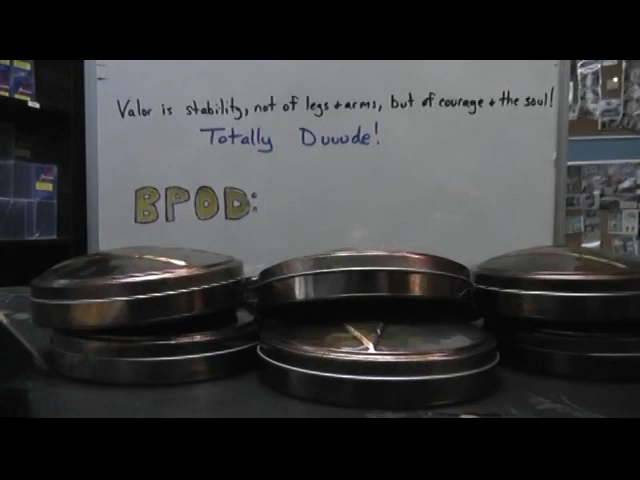 Valor is stability, not of legs + arms, but of courage + the soul!
Totally Duuude!
BPOD: